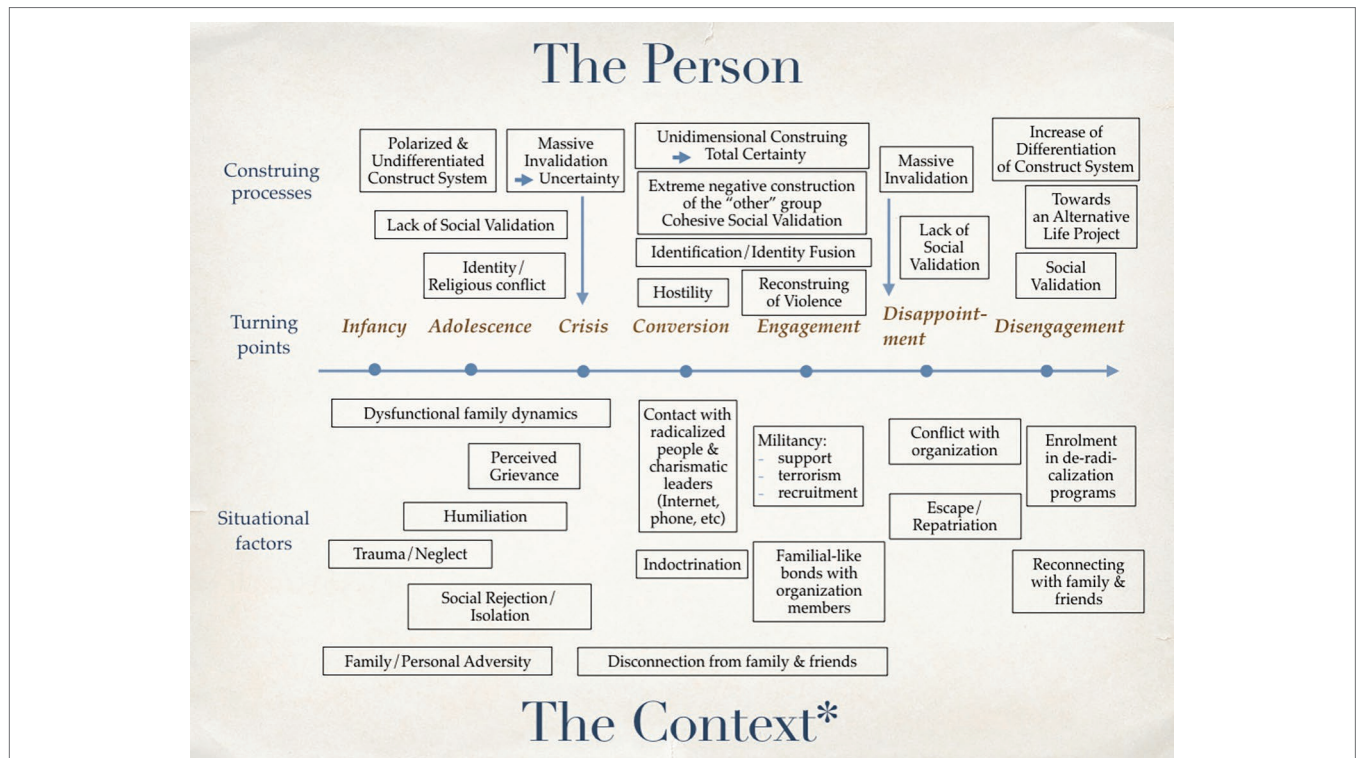 The Person
Construing
processes
Polarized &
Undifferentiated
Construct System
Massive
Invalidation
Uncertainty
Lack of Social Validation
Identity/
Religious conflict
Unidimensional Construing
Total Certainty
Extreme negative construction
of the “other” group
Cohesive Social Validation
Identification/Identity Fusion
Hostility
Reconstruing
of Violence
Massive
Invalidation
Lack of
Social
Validation
Increase of
Differentiation
of Construct System
Towards
an Alternative
Life Project
Social
Validation
Turning
points
Infancy
Adolescence
Crisis
Conversion
Engagement
Disappoint-
ment
Disengagement
Situational
factors
Dysfunctional family dynamics
Perceived
Grievance
Humiliation
Trauma/Neglect
Social Rejection/
Isolation
Family/Personal Adversity
Contact with
radicalized
people &
charismatic
leaders
(Internet,
phone, etc)
Indoctrination
Militancy:
- support
- terrorism
- recruitment
Familial-like
bonds with
organization
members
Disconnection from family & friends
Conflict with
organization
Escape/
Repatriation
Enrolment
in de-radi-
calization
programs
Reconnecting
with family &
friends
The Context*